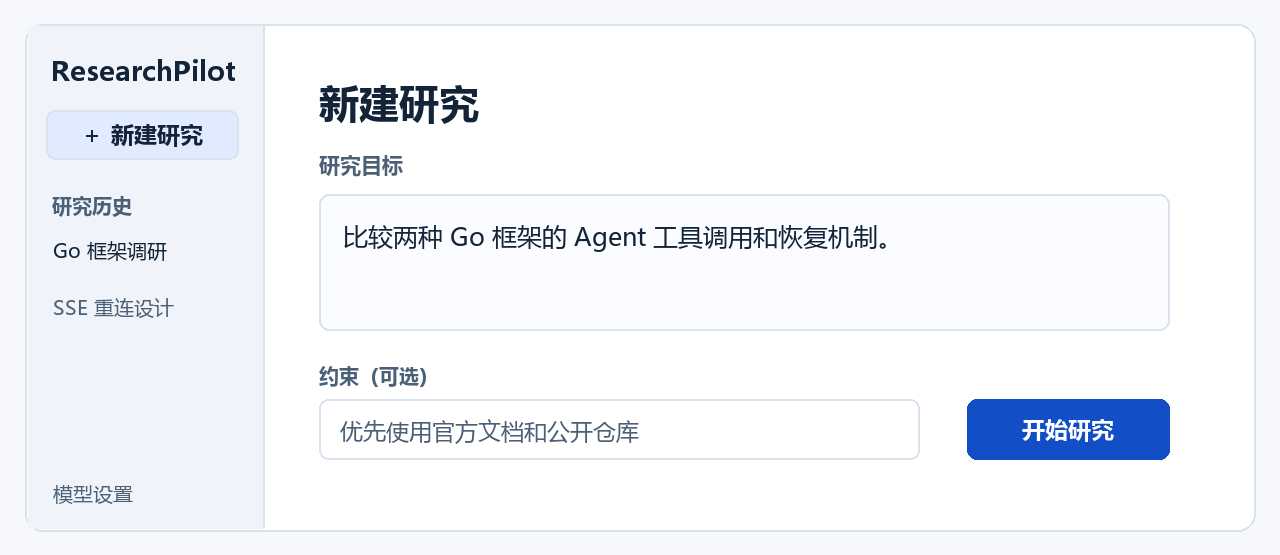 ResearchPilot
+ 新建研究
研究历史
Go 框架调研
SSE 重连设计
模型设置
新建研究
研究目标
比较两种 Go 框架的 Agent 工具调用和恢复机制。
约束（可选）
优先使用官方文档和公开仓库
开始研究